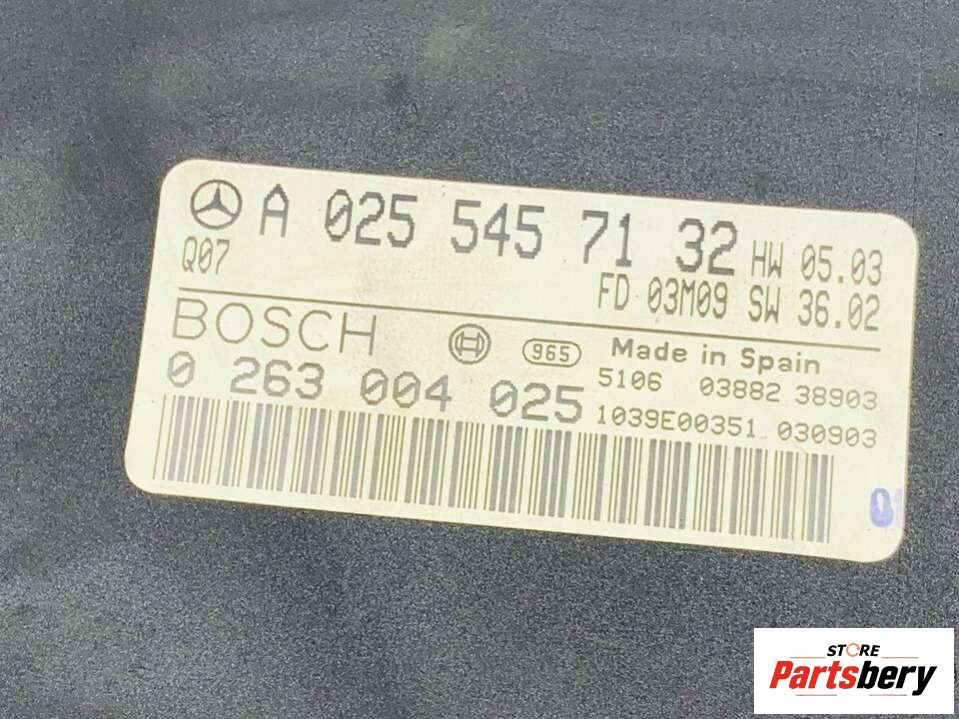 A 025 545 71 32 HW 05.03
Q07 FD 03M09 SW 36.02
BOSCH 965 Made in Spain
0 263 004 025 5106 03882 38903
1039E00351 030903
STORE
Partsbery